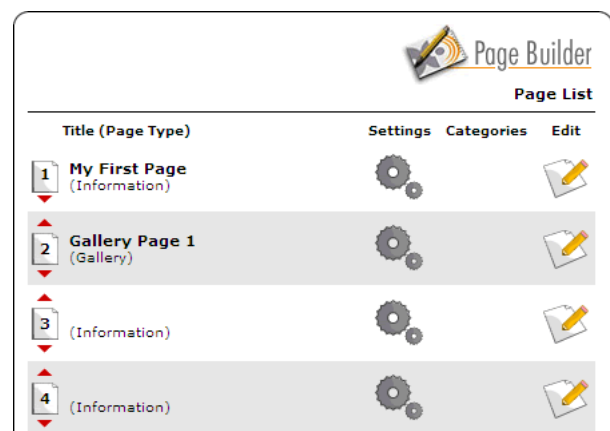 Page Builder
Page List
Title (Page Type) Settings Categories Edit
1 My First Page
(Information)
2 Gallery Page 1
(Gallery)
3
(Information)
4
(Information)